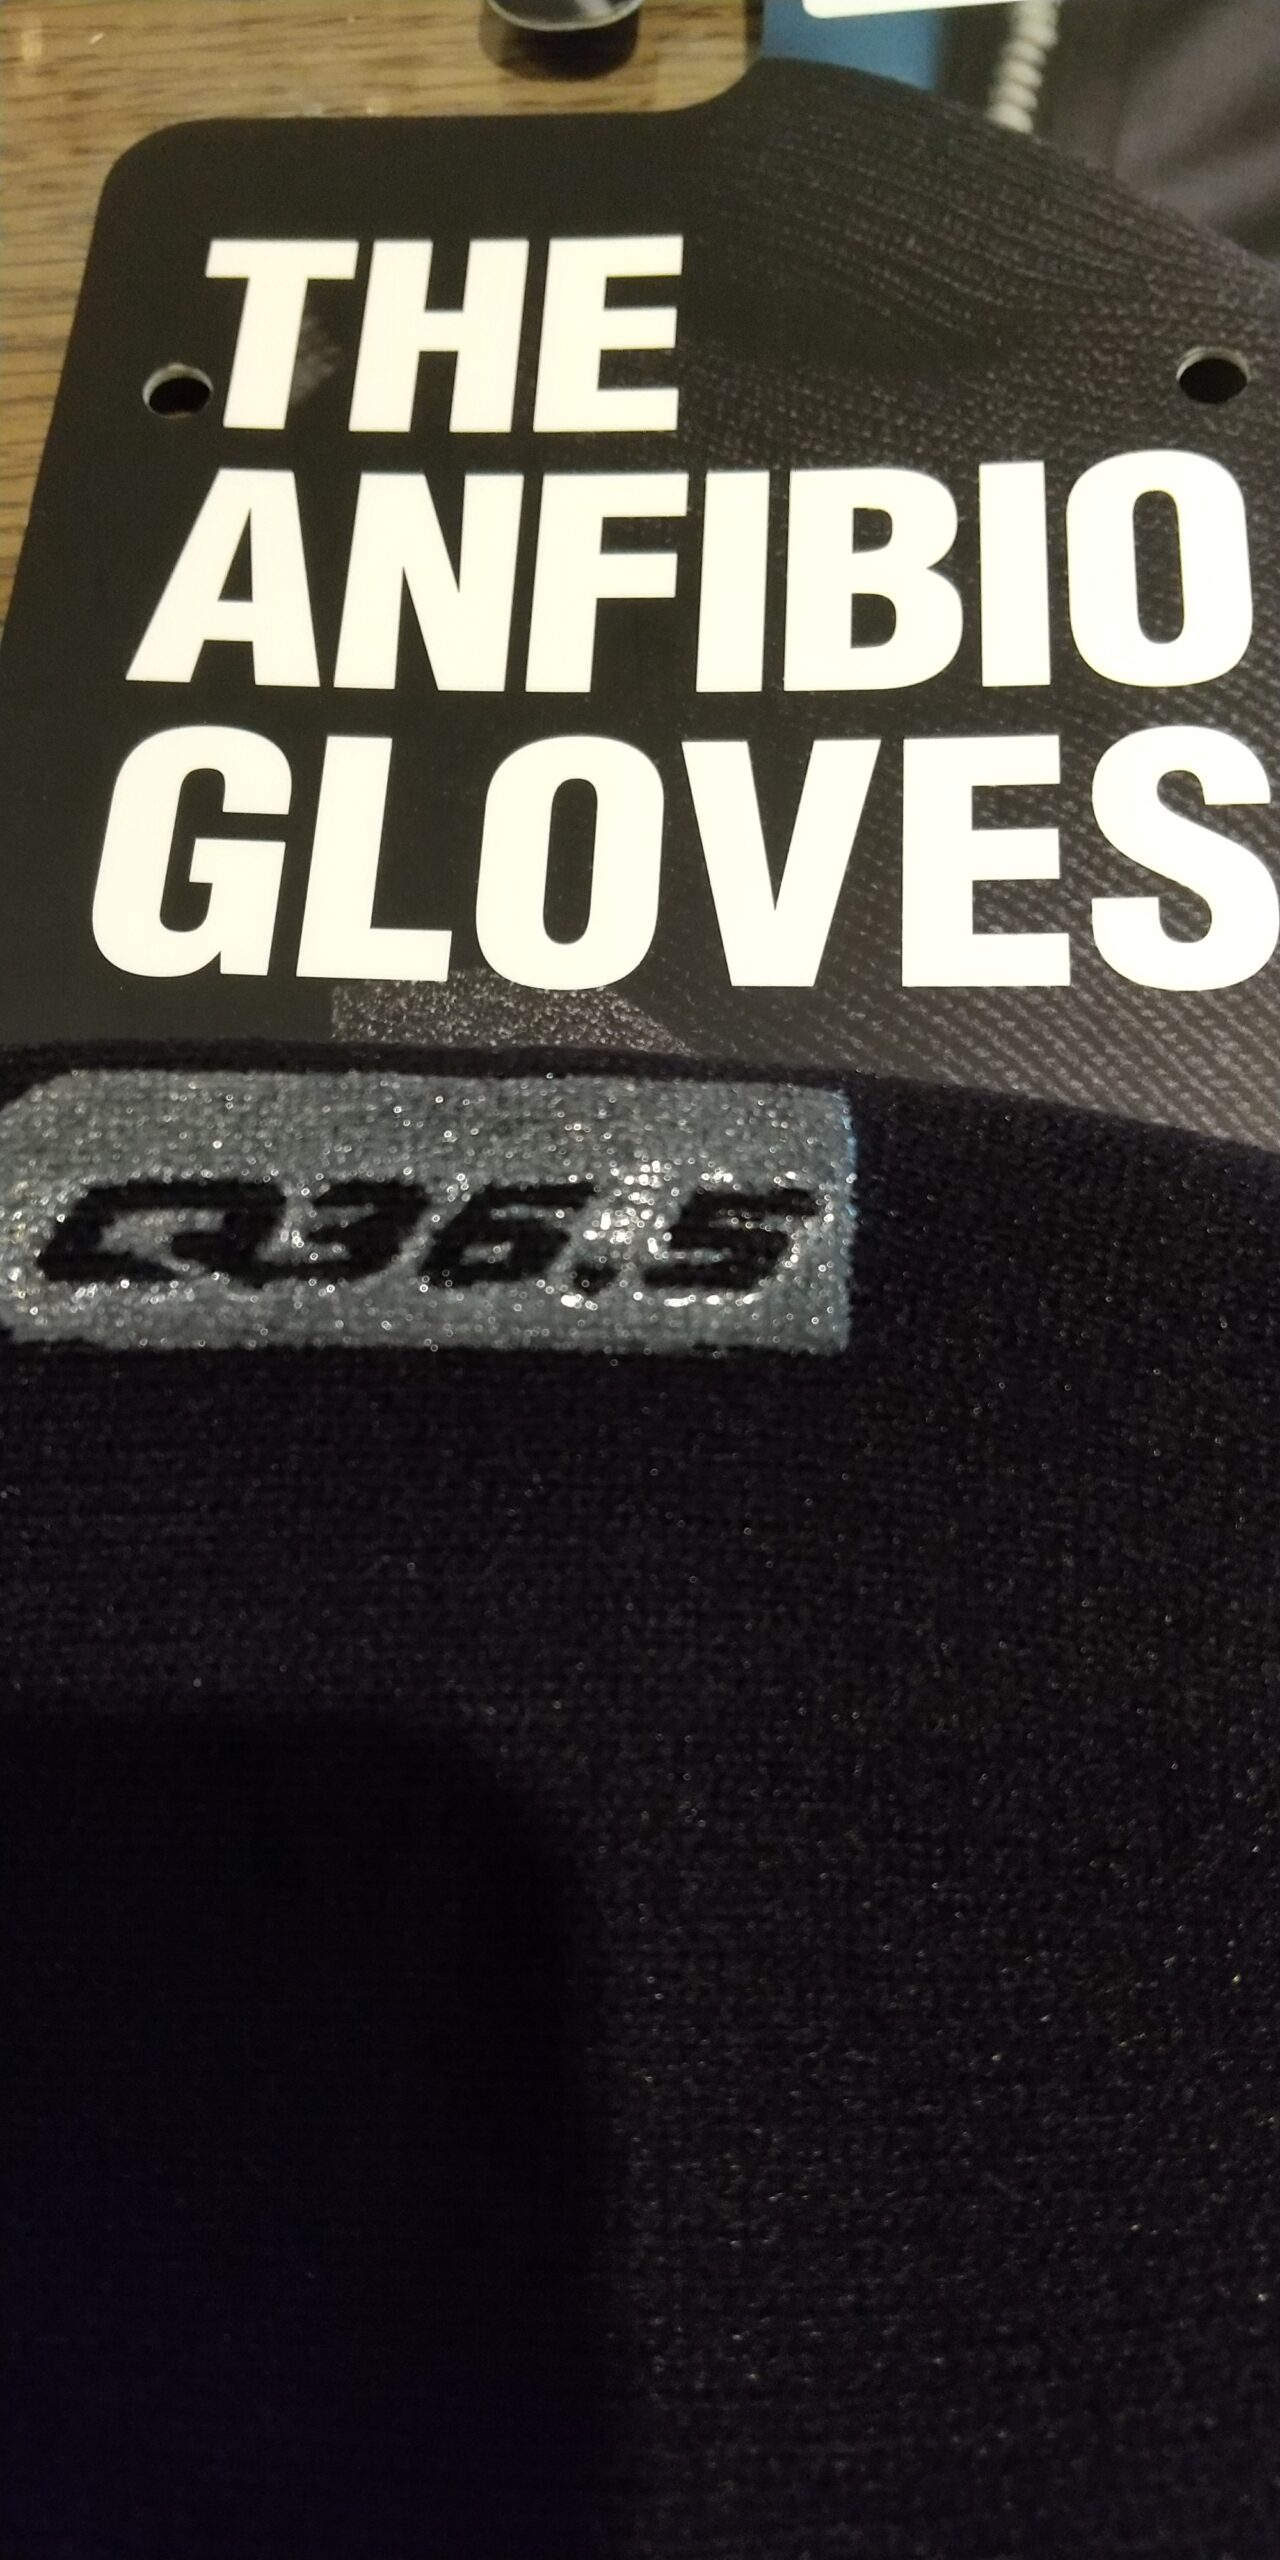 THE
ANFIBIO
GLOVES
Q36.5